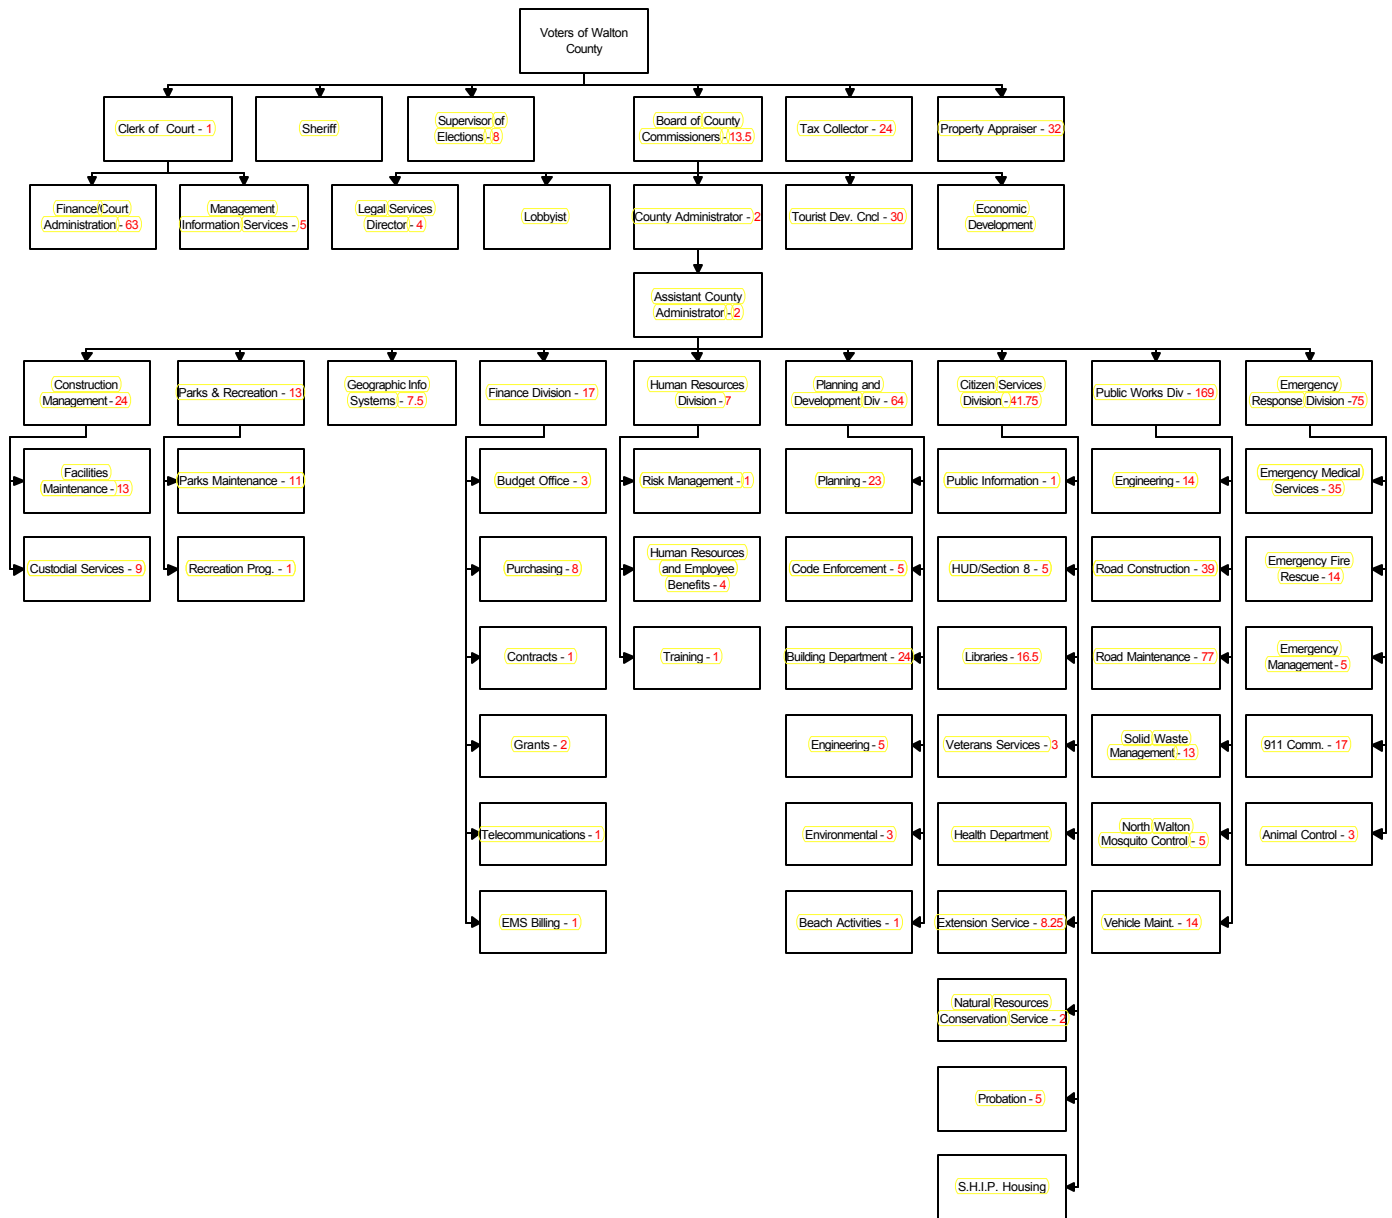 Voters of Walton
County
Clerk of Court - 1
Sheriff
Supervisor of
Elections - 8
Board of County
Commissioners - 13.5
Tax Collector - 24
Property Appraiser - 32
Finance/Court
Administration - 63
Management
Information Services - 5
Legal Services
Director - 4
Lobbyist
County Administrator - 2
Tourist Dev. Cncl - 30
Economic
Development
Assistant County
Administrator - 2
Construction
Management - 24
Parks & Recreation - 13
Geographic Info
Systems - 7.5
Finance Division - 17
Human Resources
Division - 7
Planning and
Development Div - 64
Citizen Services
Division - 41.75
Public Works Div - 169
Emergency
Response Division -75
Facilities
Maintenance - 13
Parks Maintenance - 11
Budget Office - 3
Risk Management - 1
Planning - 23
Public Information - 1
Engineering - 14
Emergency Medical
Services - 35
Custodial Services - 9
Recreation Prog. - 1
Purchasing - 8
Human Resources
and Employee
Benefits - 4
Code Enforcement - 5
HUD/Section 8 - 5
Road Construction - 39
Emergency Fire
Rescue - 14
Contracts - 1
Training - 1
Building Department - 24
Libraries - 16.5
Road Maintenance - 77
Emergency
Management - 5
Grants - 2
Engineering - 5
Veterans Services - 3
Solid Waste
Management - 13
911 Comm. - 17
Telecommunications - 1
Environmental - 3
Health Department
North Walton
Mosquito Control - 5
Animal Control - 3
EMS Billing - 1
Beach Activities - 1
Extension Service - 8.25
Vehicle Maint. - 14
Natural Resources
Conservation Service - 2
Probation - 5
S.H.I.P. Housing